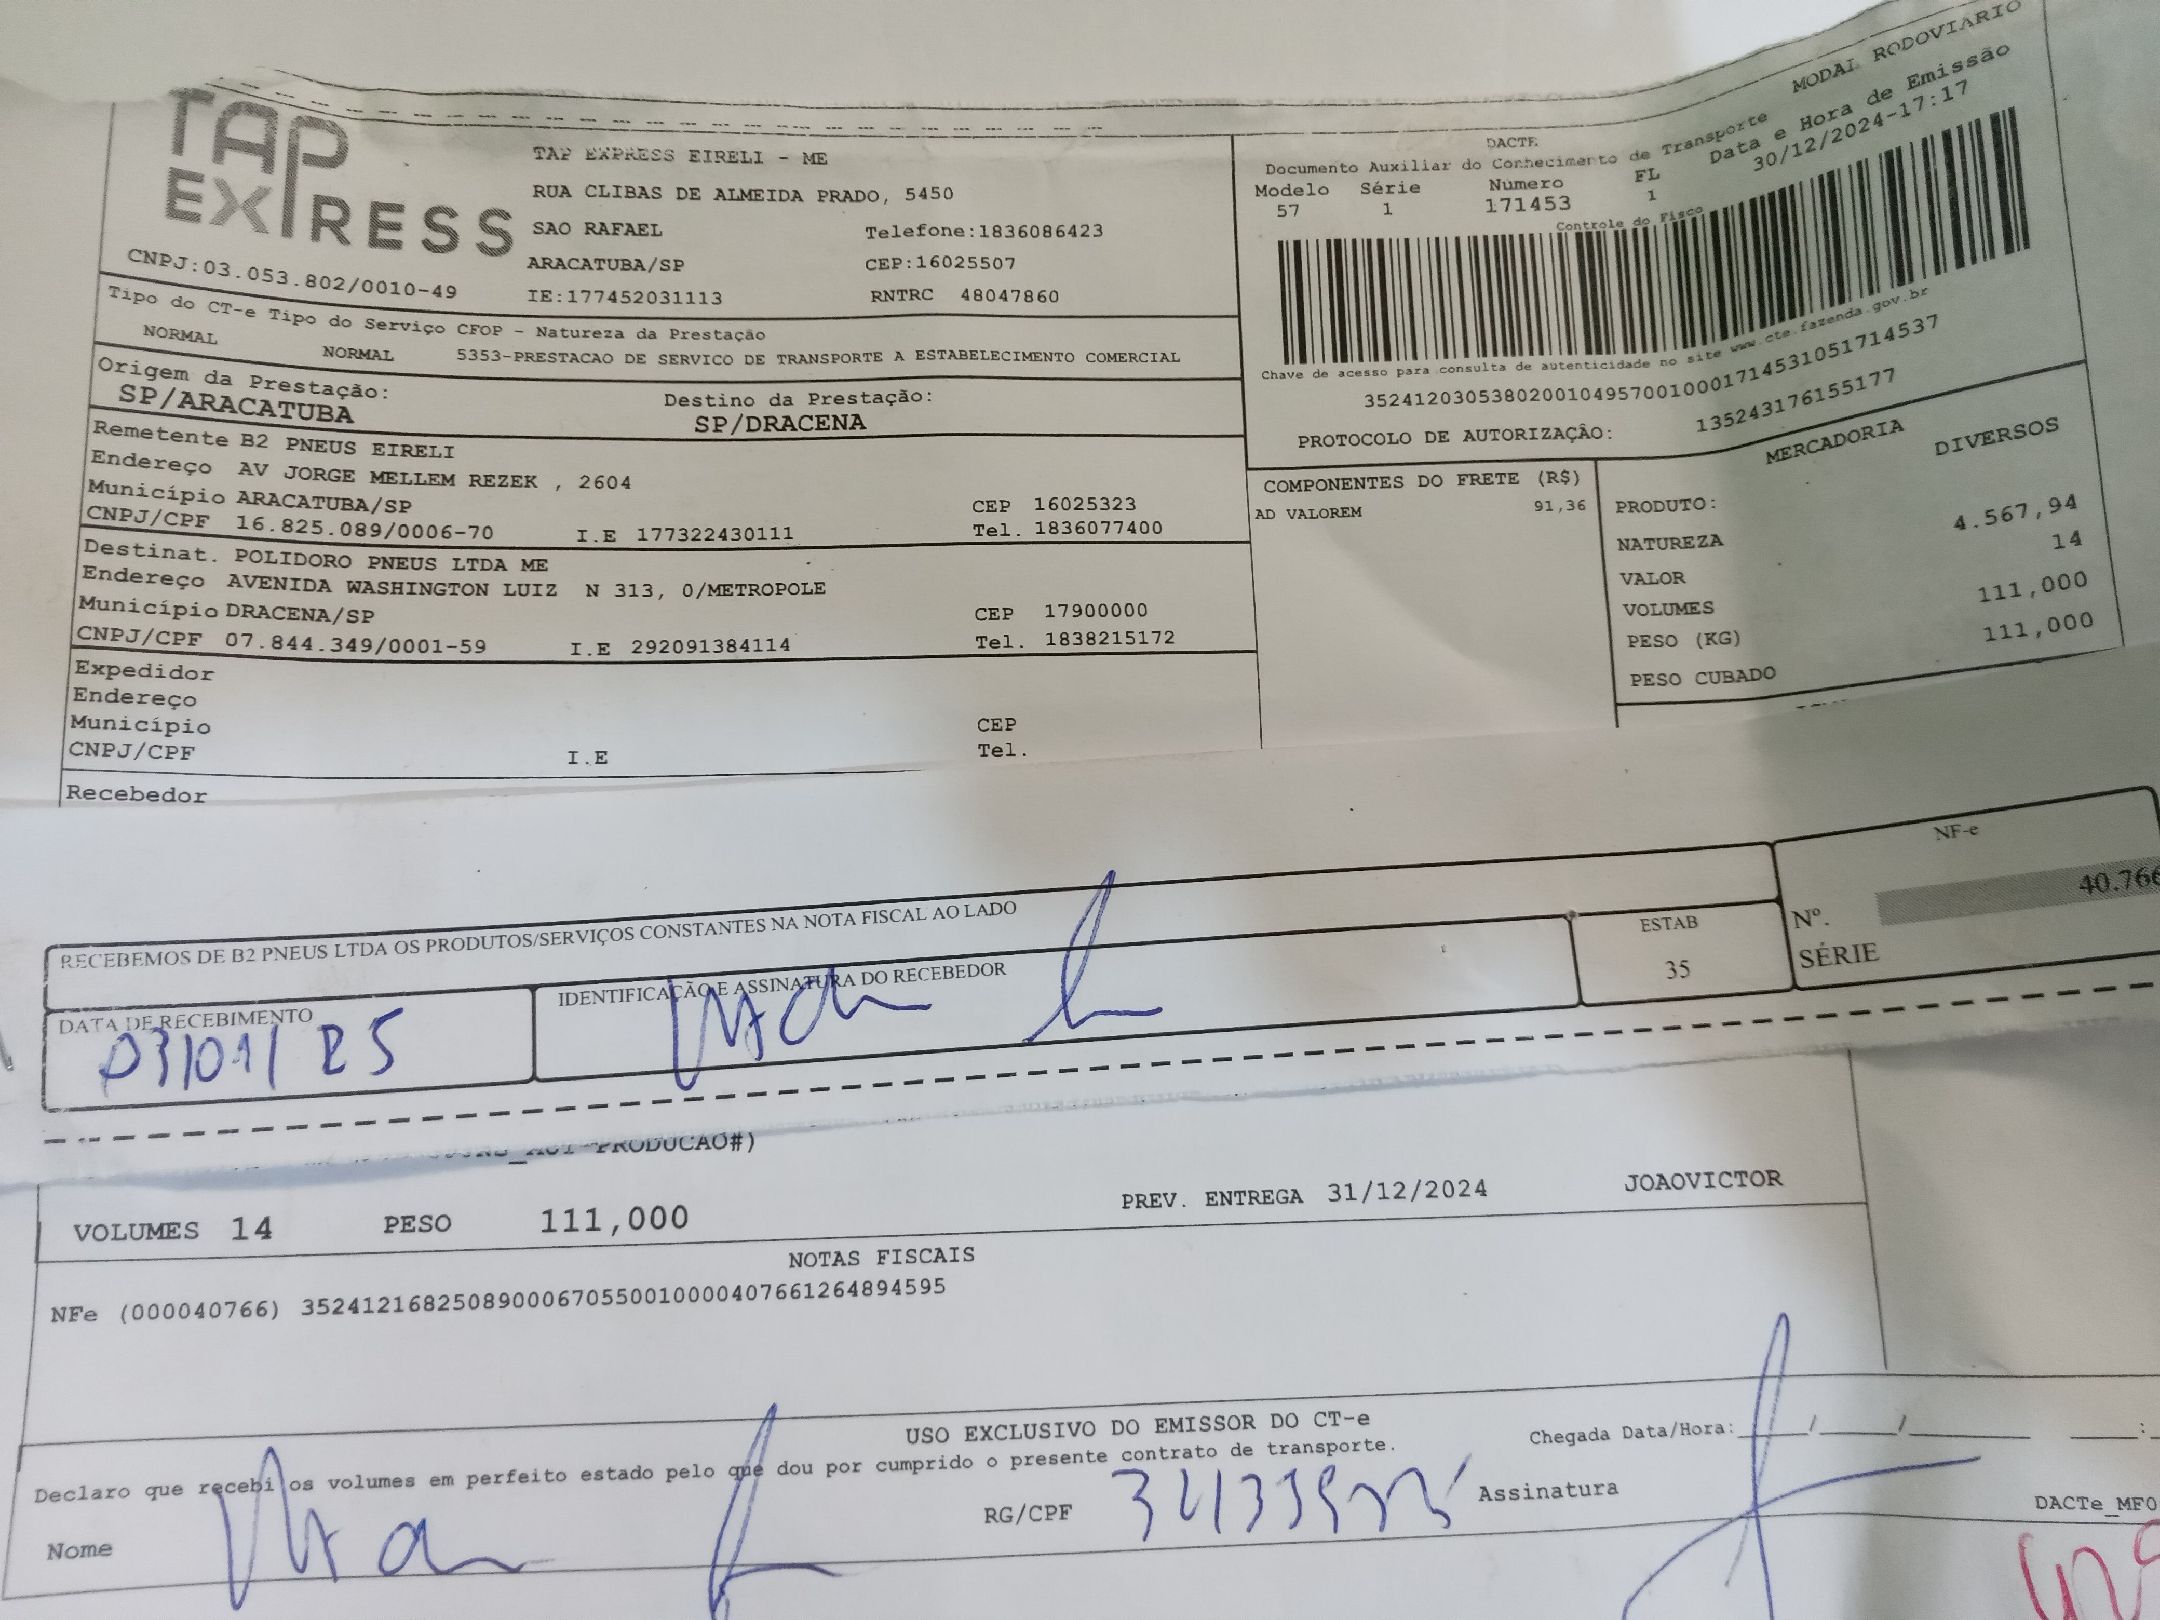 TAP EXPRESS
CNPJ:03.053.802/0010-49
TAP EXPRESS EIRELI - ME
RUA CLIBAS DE ALMEIDA PRADO, 5450
SAO RAFAEL Telefone:1836086423
ARACATUBA/SP CEP:16025507
IE:177452031113 RNTRC 48047860
DACTE MODAL RODOVIARIO
Documento Auxiliar do Conhecimento de Transporte
Modelo Série Numero FL Data e Hora de Emissão
57 1 171453 1 30/12/2024-17:17
Controle do Fisco
Chave de acesso para consulta de autenticidade no site www.cte.fazenda.gov.br
35241203053802001049570010001714531051714537
PROTOCOLO DE AUTORIZAÇÃO: 135243176155177
Tipo do CT-e Tipo do Serviço CFOP - Natureza da Prestação
NORMAL NORMAL 5353-PRESTACAO DE SERVICO DE TRANSPORTE A ESTABELECIMENTO COMERCIAL
Origem da Prestação: Destino da Prestação:
SP/ARACATUBA SP/DRACENA
Remetente B2 PNEUS EIRELI
Endereço AV JORGE MELLEM REZEK , 2604
Município ARACATUBA/SP CEP 16025323
CNPJ/CPF 16.825.089/0006-70 I.E 177322430111 Tel. 1836077400
Destinat. POLIDORO PNEUS LTDA ME
Endereço AVENIDA WASHINGTON LUIZ N 313, 0/METROPOLE
Município DRACENA/SP CEP 17900000
CNPJ/CPF 07.844.349/0001-59 I.E 292091384114 Tel. 1838215172
Expedidor
Endereço
Município CEP
CNPJ/CPF I.E Tel.
Recebedor
COMPONENTES DO FRETE (R$)
AD VALOREM 91,36
MERCADORIA
PRODUTO: DIVERSOS
NATUREZA
VALOR 4.567,94
VOLUMES 14
PESO (KG) 111,000
PESO CUBADO 111,000
RECEBEMOS DE B2 PNEUS LTDA OS PRODUTOS/SERVIÇOS CONSTANTES NA NOTA FISCAL AO LADO
DATA DE RECEBIMENTO
03/01/25
IDENTIFICAÇÃO E ASSINATURA DO RECEBEDOR
ESTAB
35
NF-e
Nº. 40.766
SÉRIE
PRODUCAO#)
VOLUMES 14 PESO 111,000 PREV. ENTREGA 31/12/2024 JOAOVICTOR
NOTAS FISCAIS
NFe (000040766) 35241216825089000670550010000407661264894595
USO EXCLUSIVO DO EMISSOR DO CT-e
Declaro que recebi os volumes em perfeito estado pelo que dou por cumprido o presente contrato de transporte.
Chegada Data/Hora:____/____/____ ____:
Nome RG/CPF Assinatura
DACTe_MF0